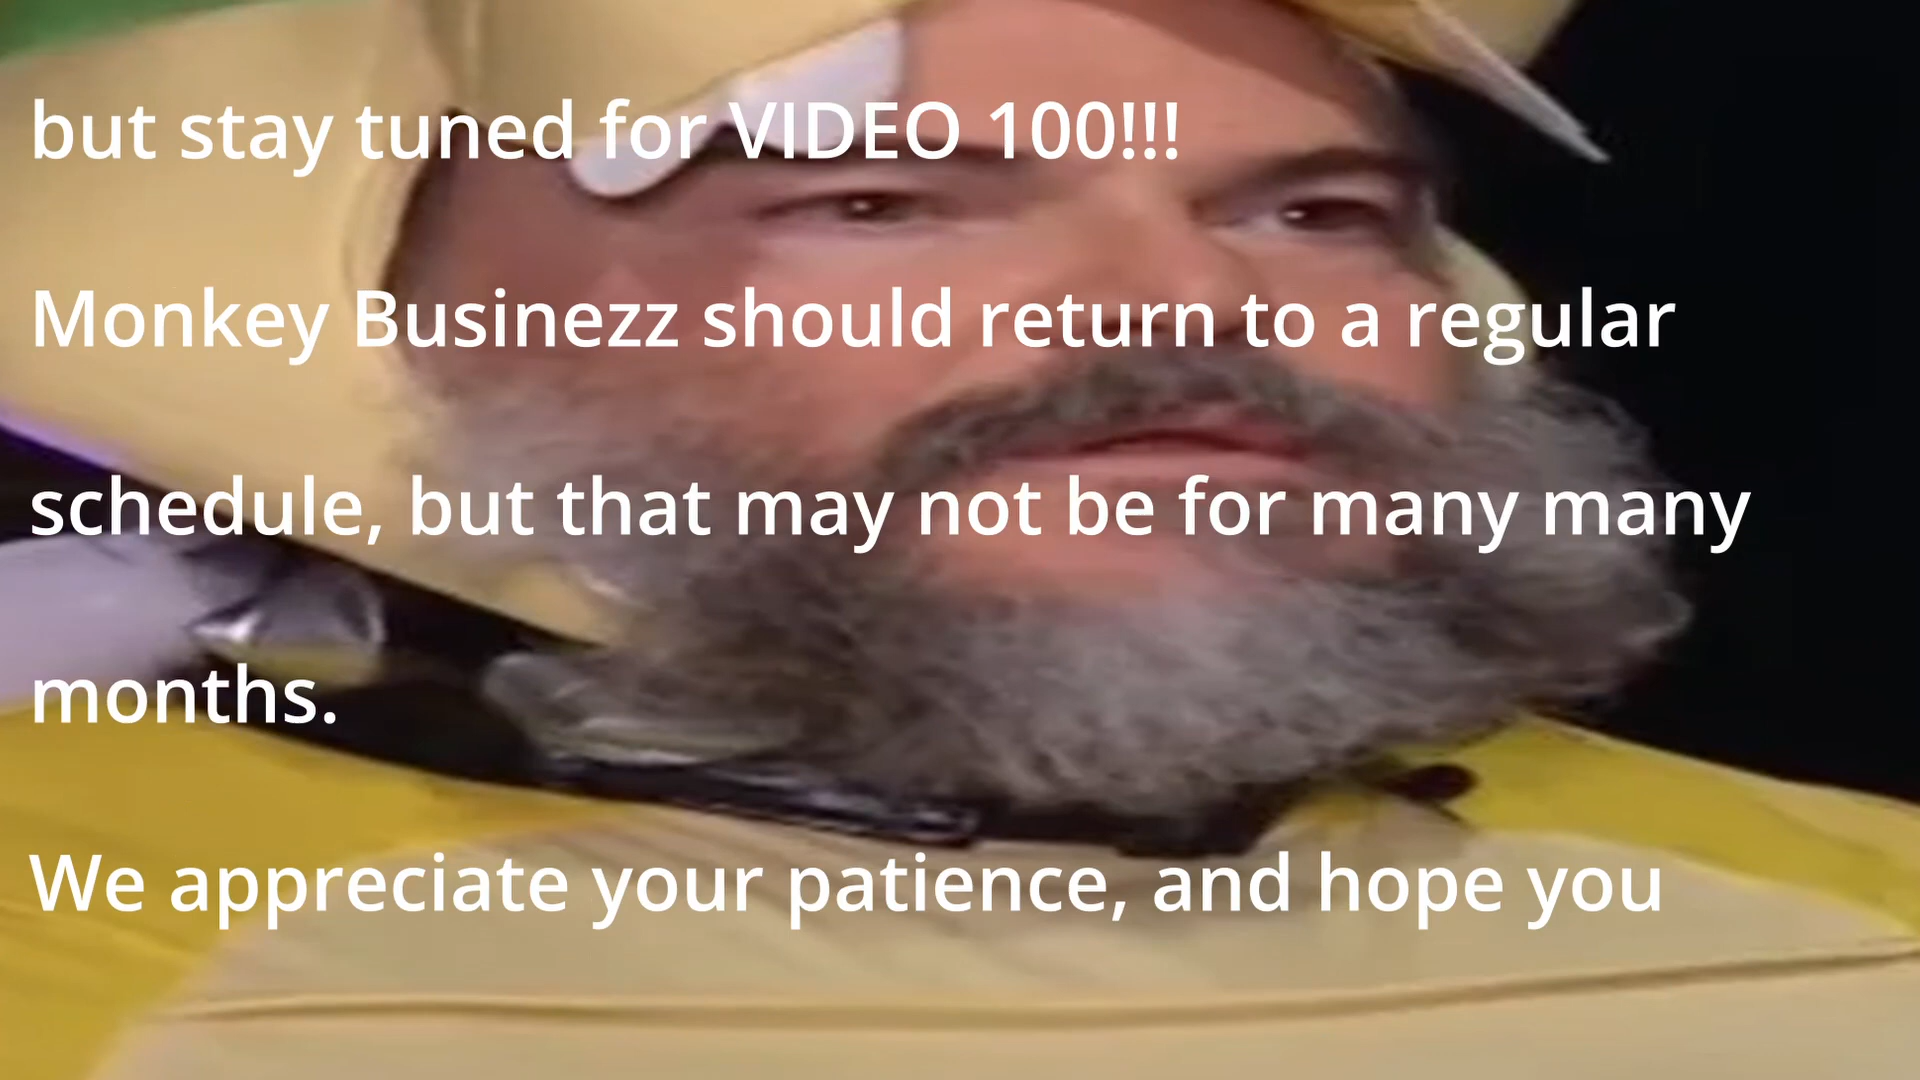 but stay tuned for VIDEO 100!!!
Monkey Businezz should return to a regular
schedule, but that may not be for many many
months.
We appreciate your patience, and hope you